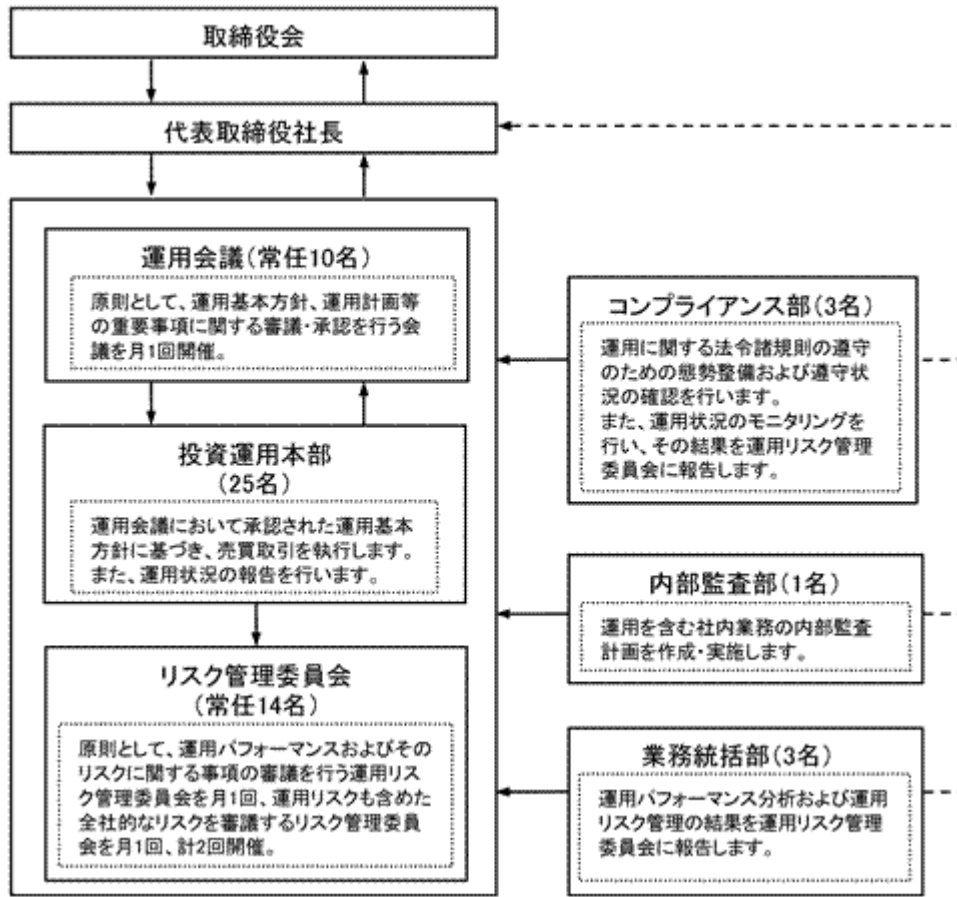 取締役会
代表取締役社長
運用会議(常任10名)
原則として、運用基本方針、運用計画等
の重要事項に関する審議・承認を行う会
議を月1回開催。
投資運用本部
(25名)
運用会議において承認された運用基本
方針に基づき、売買取引を執行します。
また、運用状況の報告を行います。
リスク管理委員会
(常任14名)
原則として、運用パフォーマンスおよびその
リスクに関する事項の審議を行う運用リス
ク管理委員会を月1回、運用リスクも含めた
全社的なリスクを審議するリスク管理委員
会を月1回、計2回開催。
コンプライアンス部(3名)
運用に関する法令諸規則の遵守
のための態勢整備および遵守状
況の確認を行います。
また、運用状況のモニタリングを
行い、その結果を運用リスク管理
委員会に報告します。
内部監査部(1名)
運用を含む社内業務の内部監査
計画を作成・実施します。
業務統括部(3名)
運用パフォーマンス分析および運用
リスク管理の結果を運用リスク管理
委員会に報告します。